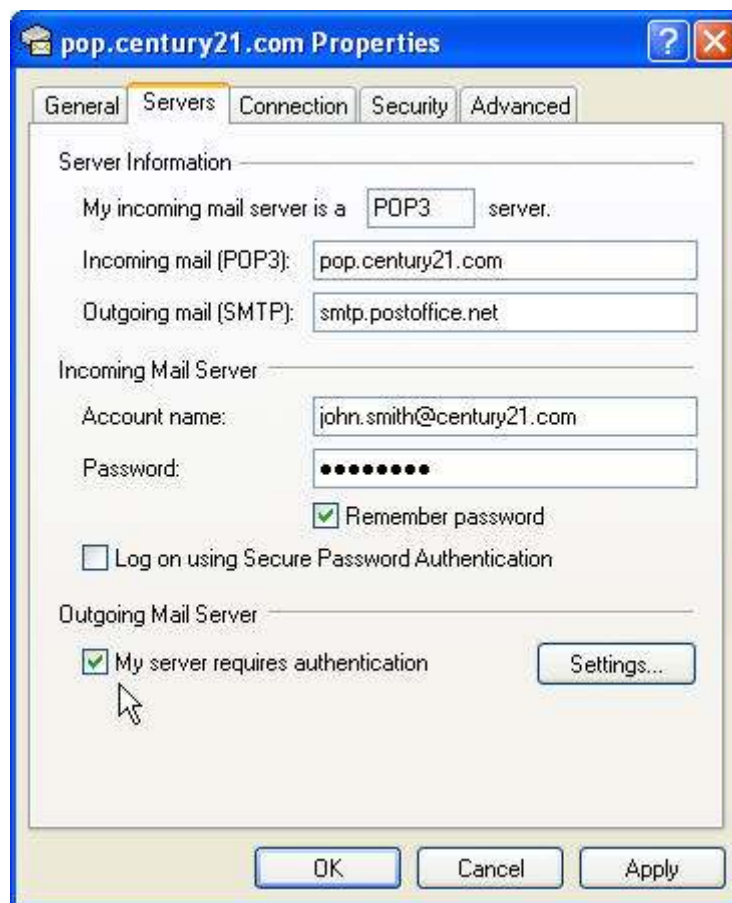 pop.century21.com Properties
General Servers Connection Security Advanced
Server Information
My incoming mail server is a POP3 server.
Incoming mail (POP3): pop.century21.com
Outgoing mail (SMTP): smtp.postoffice.net
Incoming Mail Server
Account name: john.smith@century21.com
Password: ●●●●●●●●
Remember password
Log on using Secure Password Authentication
Outgoing Mail Server
My server requires authentication Settings...
OK Cancel Apply